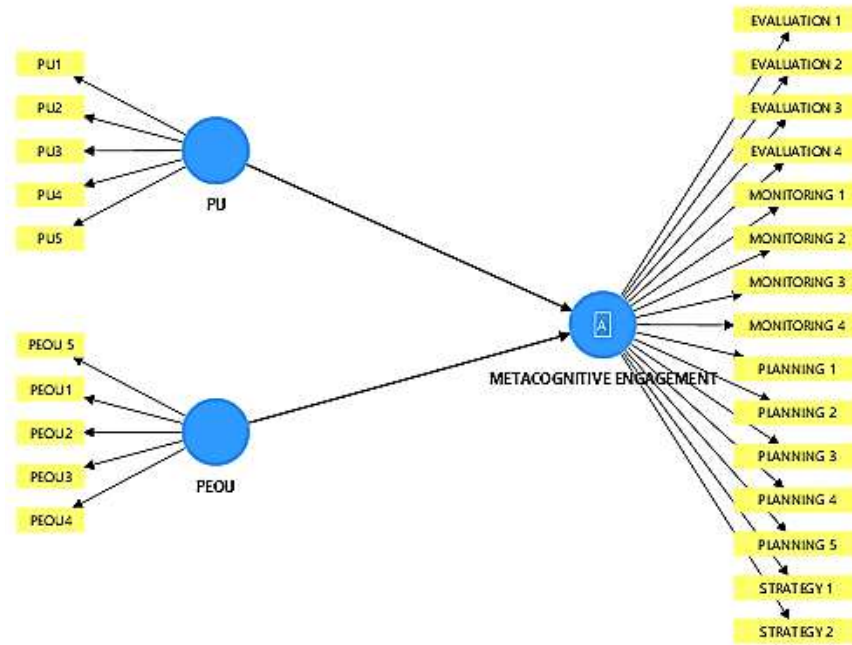 PU1
PU2
PU3
PU4
PU5
PU
PEOU 5
PEOU1
PEOU2
PEOU3
PEOU4
PEOU
A
METACOGNITIVE ENGAGEMENT
EVALUATION 1
EVALUATION 2
EVALUATION 3
EVALUATION 4
MONITORING 1
MONITORING 2
MONITORING 3
MONITORING 4
PLANNING 1
PLANNING 2
PLANNING 3
PLANNING 4
PLANNING 5
STRATEGY 1
STRATEGY 2